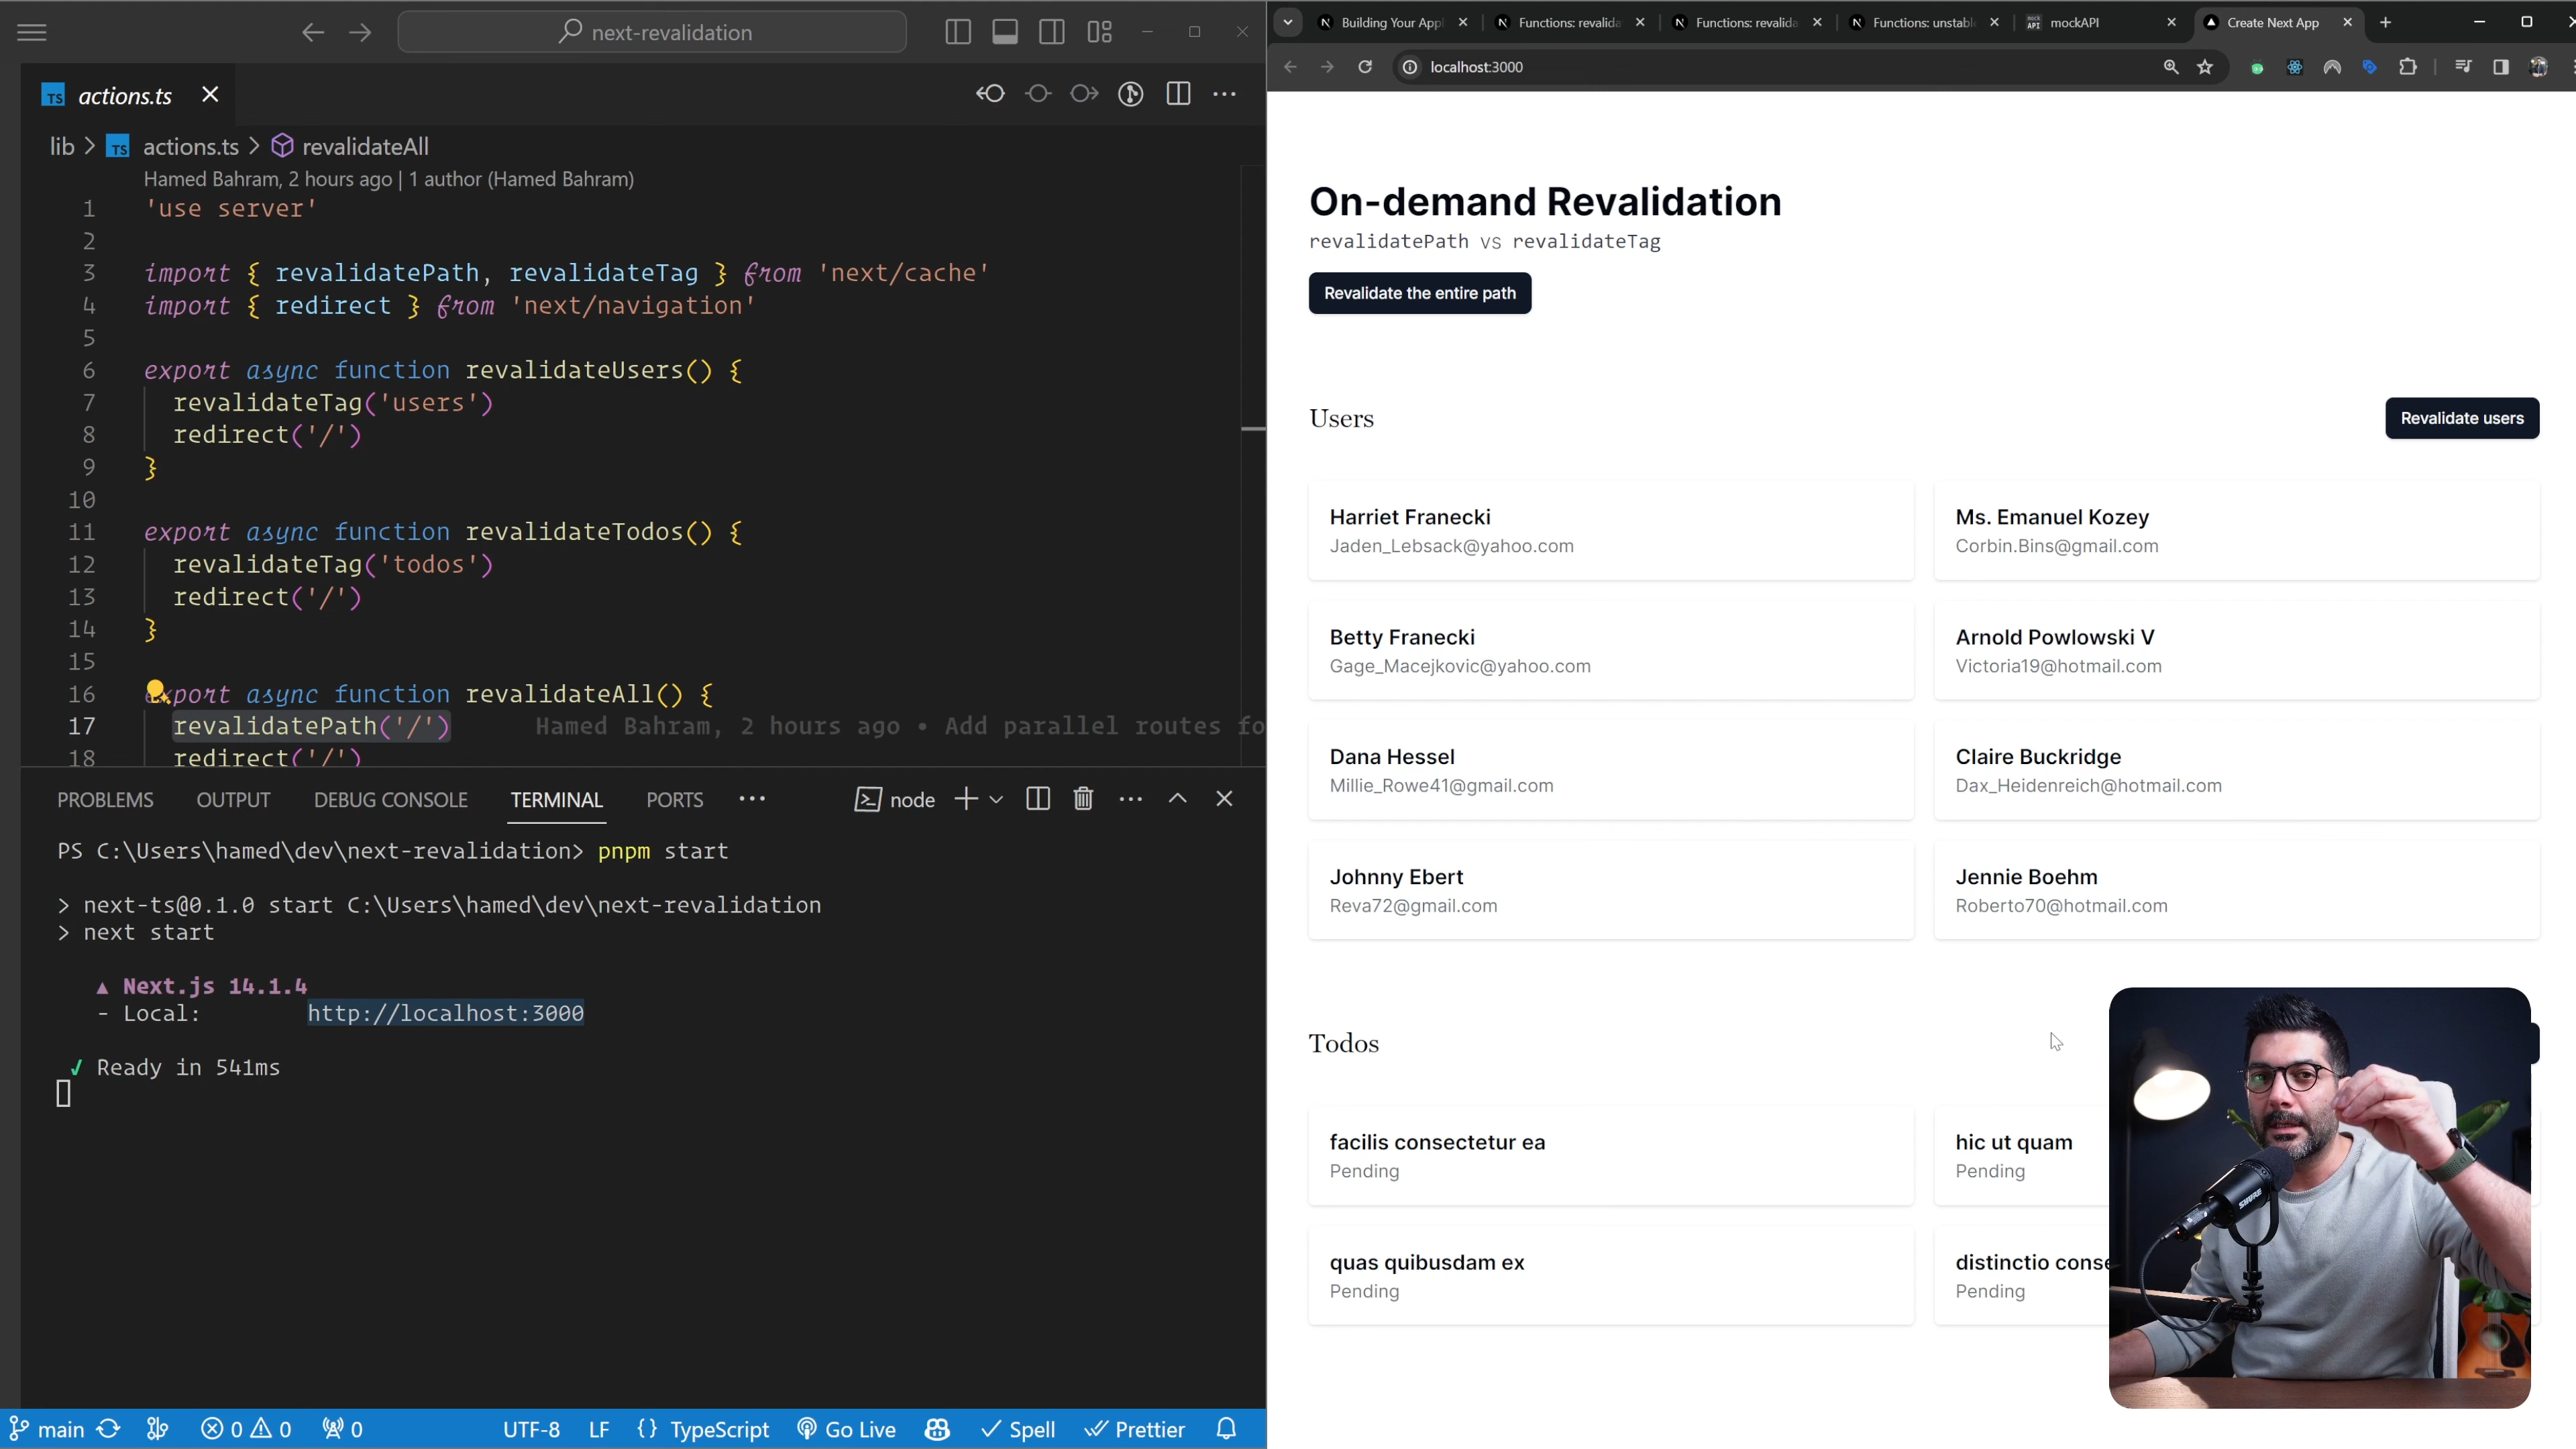 next-revalidation
actions.ts
lib > actions.ts > revalidateAll
Hamed Bahram, 2 hours ago | 1 author (Hamed Bahram)
1 'use server'
2
3 import { revalidatePath, revalidateTag } from 'next/cache'
4 import { redirect } from 'next/navigation'
5
6 export async function revalidateUsers() {
7 revalidateTag('users')
8 redirect('/')
9 }
10
11 export async function revalidateTodos() {
12 revalidateTag('todos')
13 redirect('/')
14 }
15
16 export async function revalidateAll() {
17 revalidatePath('/') Hamed Bahram, 2 hours ago • Add parallel routes fo
18 redirect('/')
PROBLEMS OUTPUT DEBUG CONSOLE TERMINAL PORTS node
PS C:\Users\hamed\dev\next-revalidation> pnpm start
> next-ts@0.1.0 start C:\Users\hamed\dev\next-revalidation
> next start
▲ Next.js 14.1.4
- Local: http://localhost:3000
✓ Ready in 541ms
main 0 0 0 UTF-8 LF {} TypeScript Go Live Spell Prettier
Building Your App Functions: revalida Functions: revalida Functions: unstabl mockAPI Create Next App
localhost:3000
On-demand Revalidation
revalidatePath vs revalidateTag
Revalidate the entire path
Users
Revalidate users
Harriet Franecki
Jaden_Lebsack@yahoo.com
Ms. Emanuel Kozey
Corbin.Bins@gmail.com
Betty Franecki
Gage_Macejkovic@yahoo.com
Arnold Powlowski V
Victoria19@hotmail.com
Dana Hessel
Millie_Rowe41@gmail.com
Claire Buckridge
Dax_Heidenreich@hotmail.com
Johnny Ebert
Reva72@gmail.com
Jennie Boehm
Roberto70@hotmail.com
Todos
facilis consectetur ea
Pending
hic ut quam
Pending
quas quibusdam ex
Pending
distinctio conse
Pending
SHURE